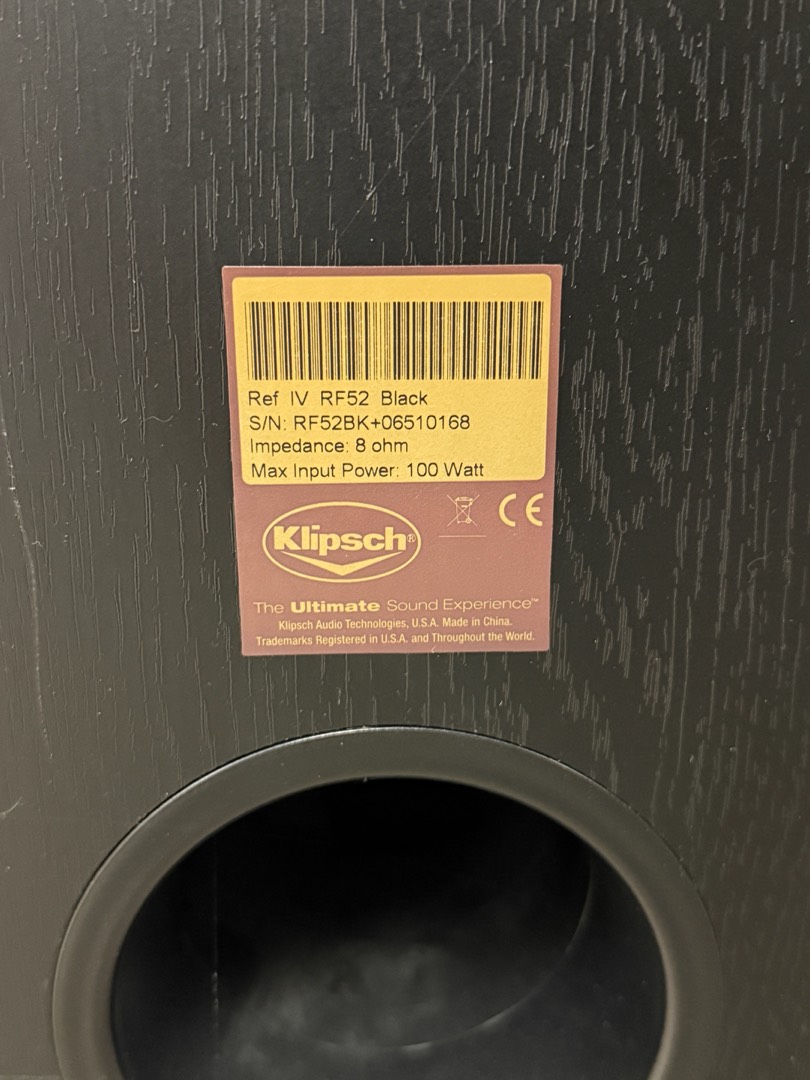 Ref IV RF52 Black
S/N: RF52BK+06510168
Impedance: 8 ohm
Max Input Power: 100 Watt
CE
Klipsch®
The Ultimate Sound Experience™
Klipsch Audio Technologies, U.S.A. Made in China.
Trademarks Registered in U.S.A. and Throughout the World.